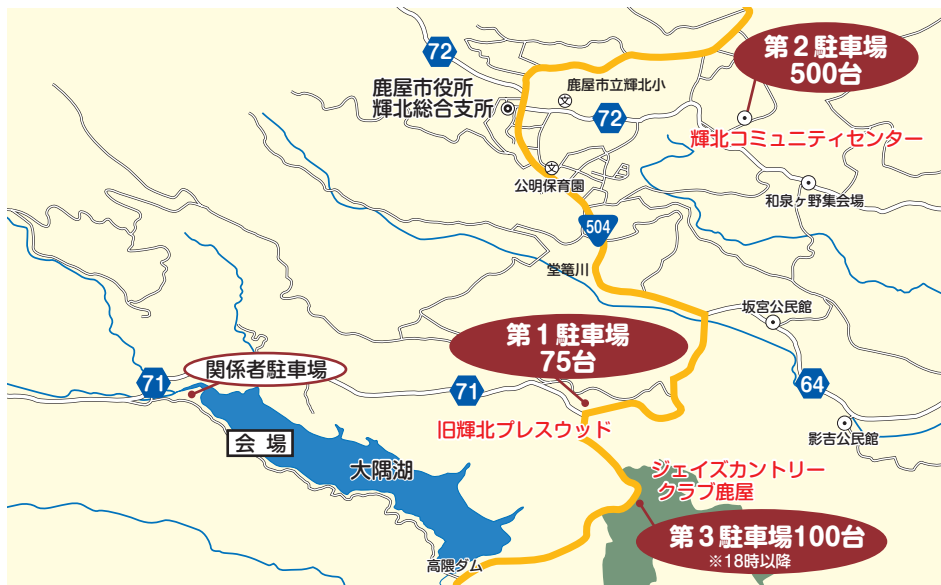 第2駐車場
500台
72
鹿屋市役所
輝北総合支所
鹿屋市立輝北小
文
72
輝北コミュニティセンター
文
公明保育園
和泉ヶ野集会場
504
堂篭川
坂宮公民館
第1駐車場
75台
関係者駐車場
71
71
64
旧輝北プレスウッド
影吉公民館
会場
大隅湖
ジェイズカントリー
クラブ鹿屋
第3駐車場100台
※18時以降
高隈ダム